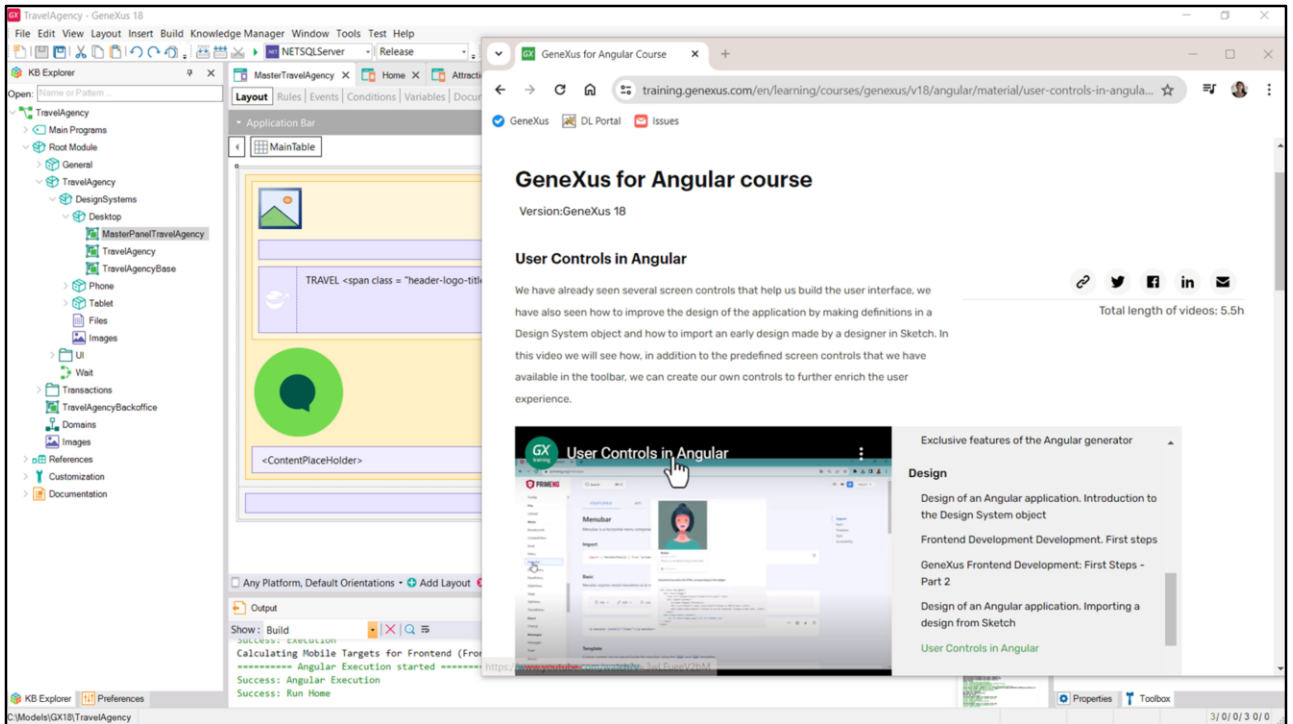 TravelAgency - GeneXus 18
File Edit View Layout Insert Build Knowledge Manager Window Tools Test Help
NETSQLServer Release
KB Explorer
Open: Name or Pattern...
TravelAgency
Main Programs
Root Module
General
TravelAgency
DesignSystems
Desktop
MasterPanelTravelAgency
TravelAgency
TravelAgencyBase
Phone
Tablet
Files
Images
UI
Wait
Transactions
TravelAgencyBackoffice
Domains
Images
References
Customization
Documentation
KB Explorer Preferences
C:\Models\GX18\TravelAgency
MasterTravelAgency X Home X Attracti
Layout Rules Events Conditions Variables Docum
Application Bar
MainTable
TRAVEL <span class = "header-logo-title
<ContentPlaceHolder>
Any Platform, Default Orientations Add Layout
Output
Show: Build
Success: Execution
Calculating Mobile Targets for Frontend (Fron
========== Angular Execution started =======
Success: Angular Execution
Success: Run Home
GeneXus for Angular Course
training.genexus.com/en/learning/courses/genexus/v18/angular/material/user-controls-in-angula...
GeneXus DL Portal Issues
GeneXus for Angular course
Version:GeneXus 18
User Controls in Angular
We have already seen several screen controls that help us build the user interface, we
have also seen how to improve the design of the application by making definitions in a
Design System object and how to import an early design made by a designer in Sketch. In
this video we will see how, in addition to the predefined screen controls that we have
available in the toolbar, we can create our own controls to further enrich the user
experience.
Total length of videos: 5.5h
GX
training
User Controls in Angular
PRIMENG
Menubar
Import
Basic
Template
Exclusive features of the Angular generator
Design
Design of an Angular application. Introduction to
the Design System object
Frontend Development Development. First steps
GeneXus Frontend Development: First Steps -
Part 2
Design of an Angular application. Importing a
design from Sketch
User Controls in Angular
Properties Toolbox
3/ 0/ 0/ 3 0/ 0